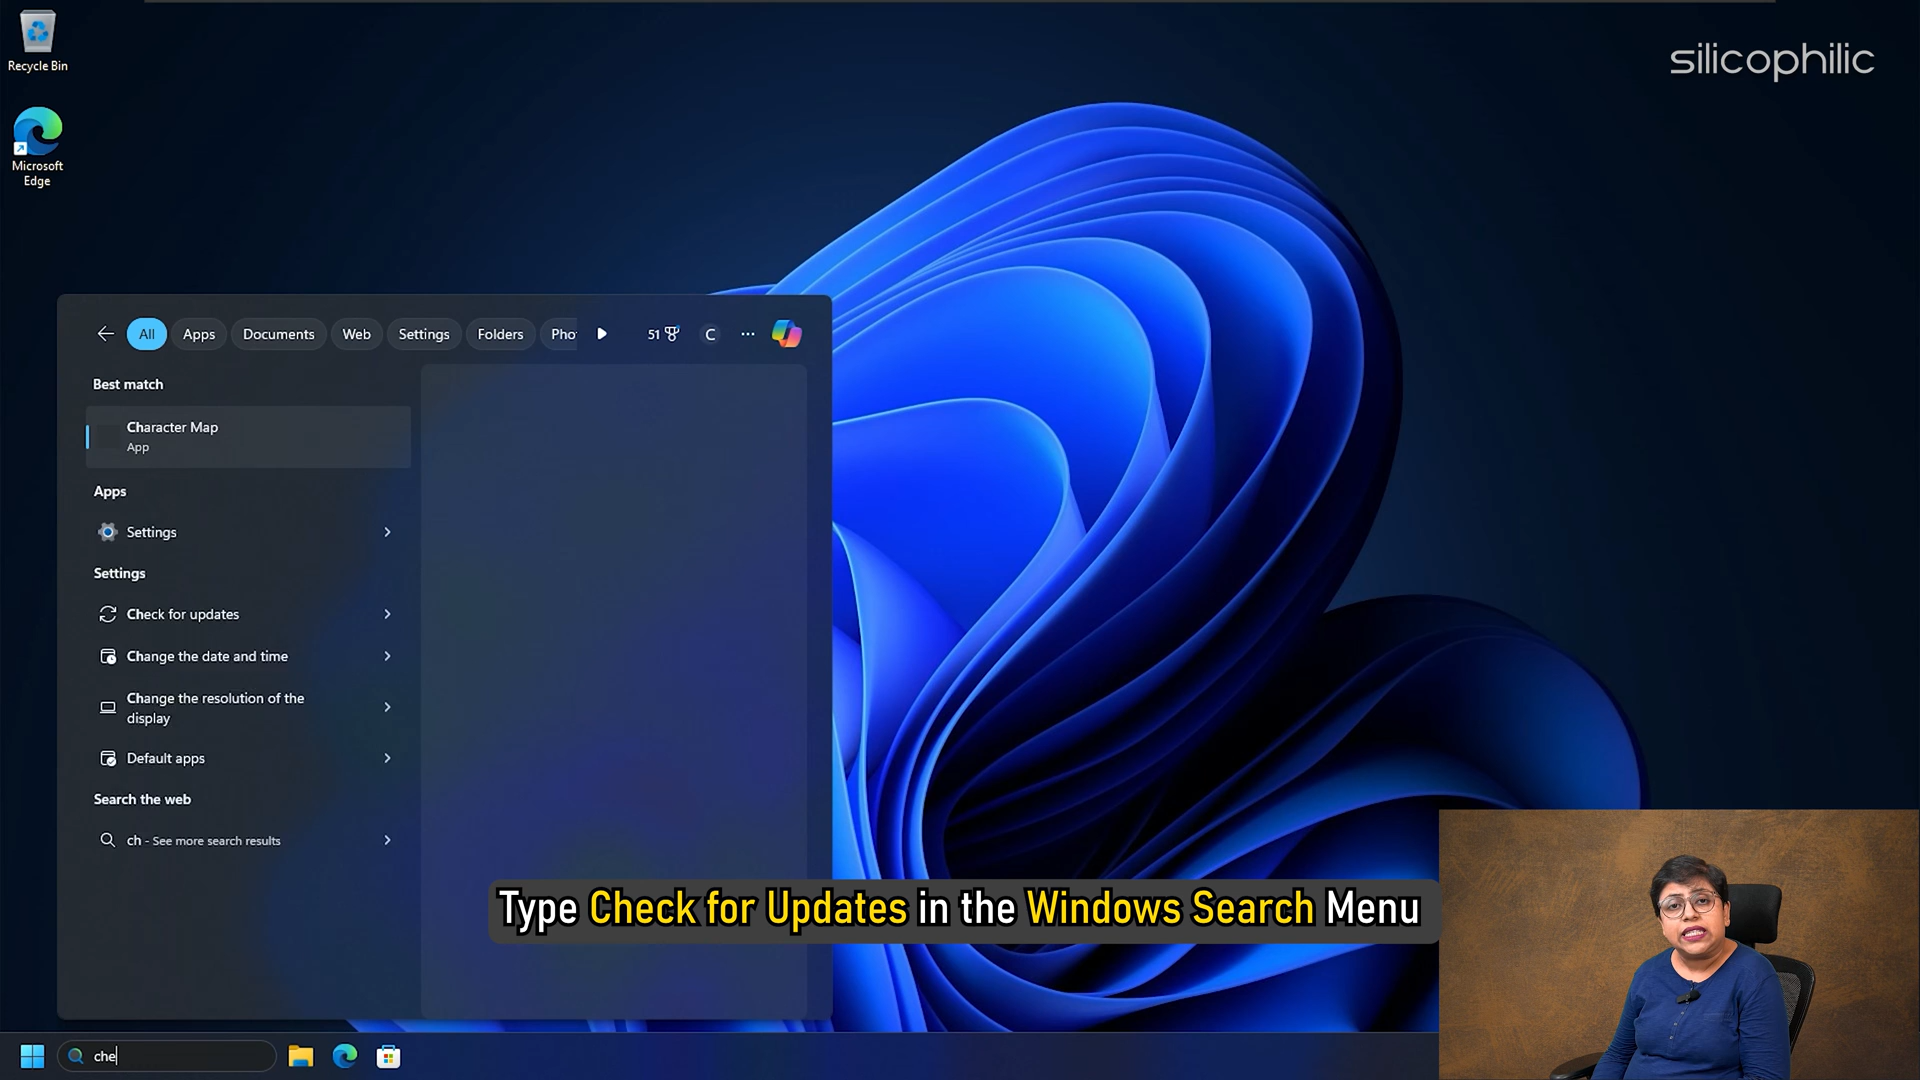 Recycle Bin
Microsoft
Edge
silicophilic
All
Apps
Documents
Web
Settings
Folders
Pho
51
C
Best match
Character Map
App
Apps
Settings
Settings
Check for updates
Change the date and time
Change the resolution of the
display
Default apps
Search the web
ch - See more search results
Type Check for Updates in the Windows Search Menu
che